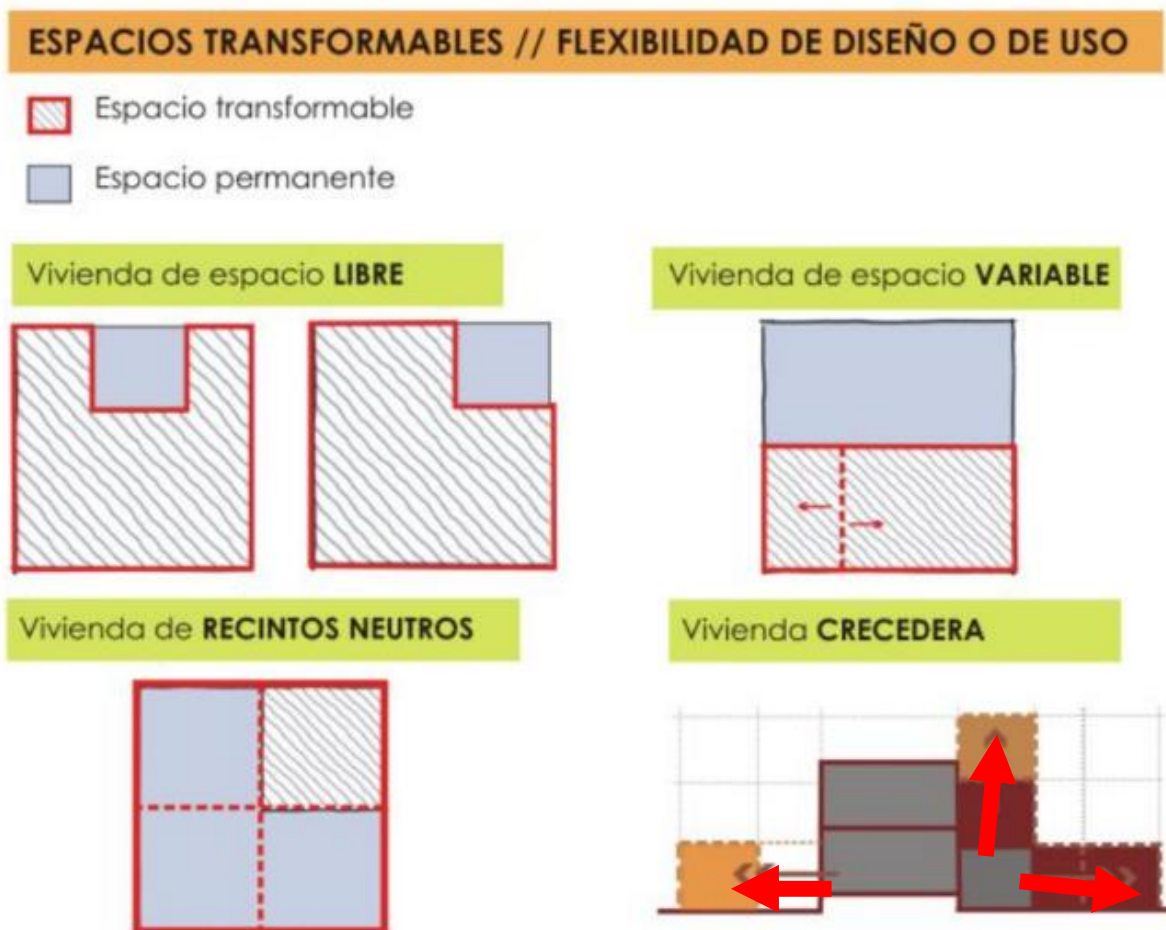 ESPACIOS TRANSFORMABLES // FLEXIBILIDAD DE DISEÑO O DE USO
Espacio transformable
Espacio permanente
Vivienda de espacio LIBRE
Vivienda de espacio VARIABLE
Vivienda de RECINTOS NEUTROS
Vivienda CRECEDERA